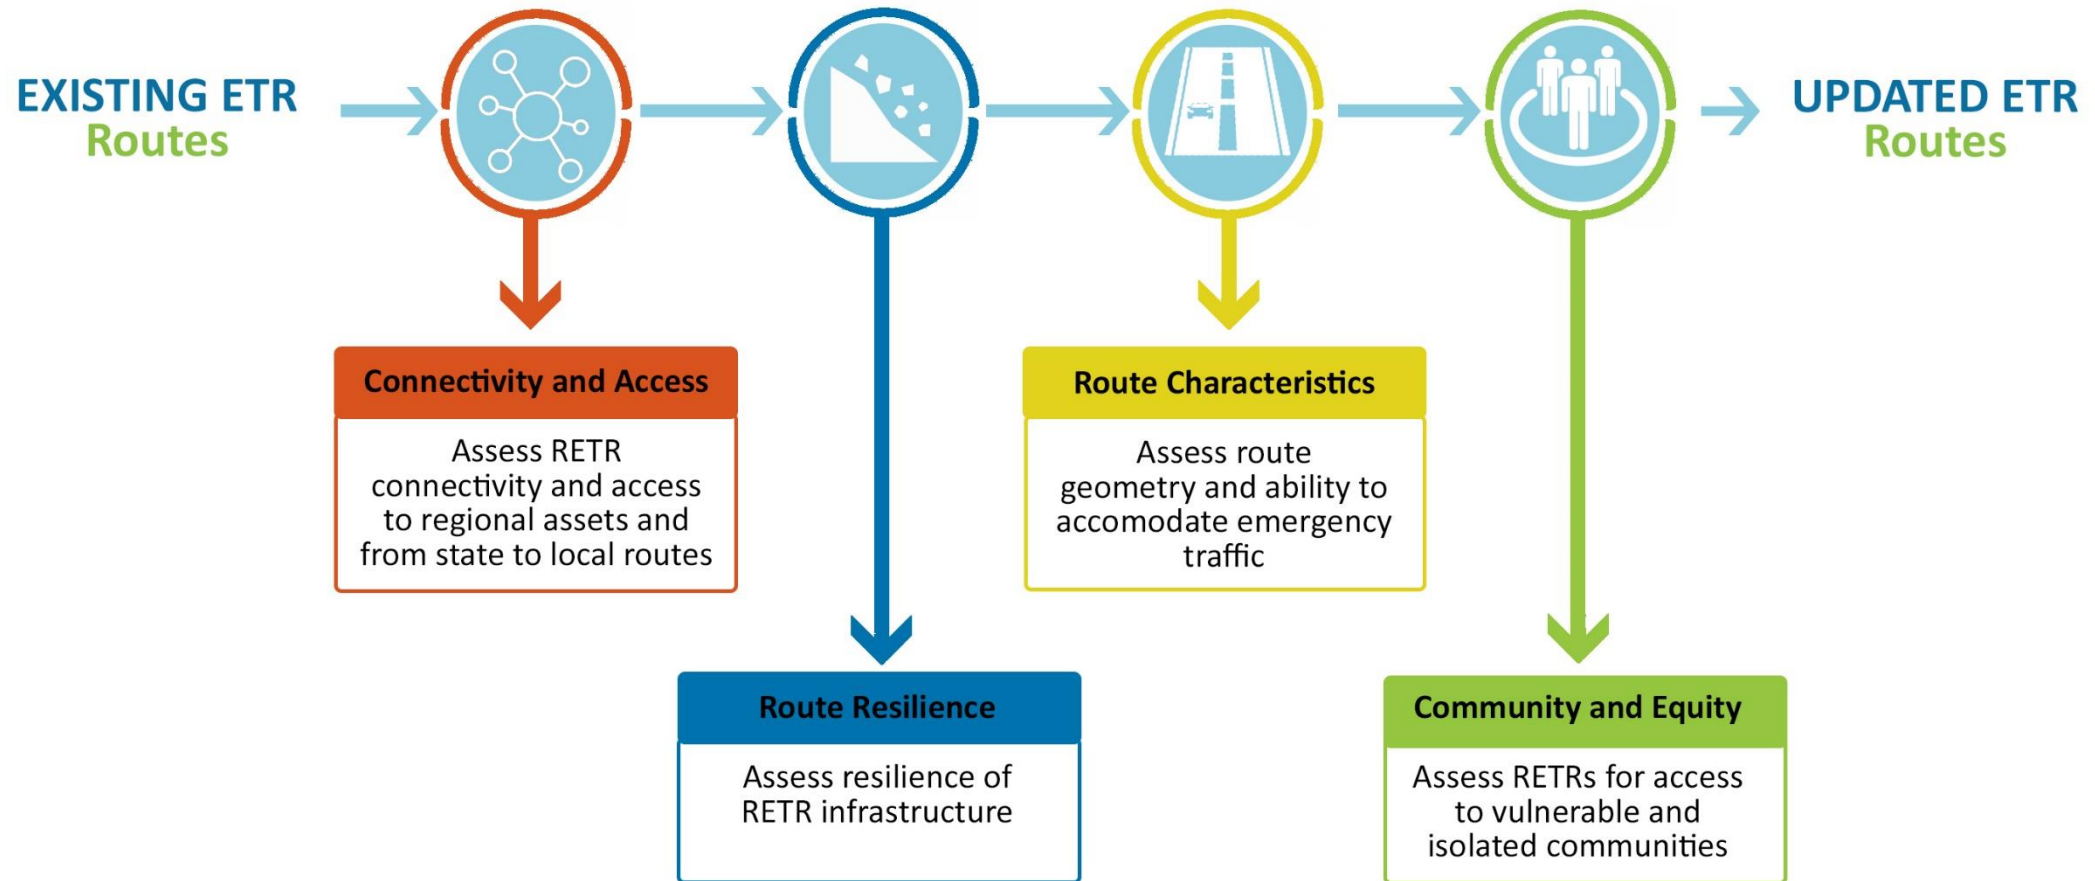 EXISTING ETR
Routes
UPDATED ETR
Routes
Connectivity and Access
Assess RETR
connectivity and access
to regional assets and
from state to local routes
Route Resilience
Assess resilience of
RETR infrastructure
Route Characteristics
Assess route
geometry and ability to
accomodate emergency
traffic
Community and Equity
Assess RETRs for access
to vulnerable and
isolated communities